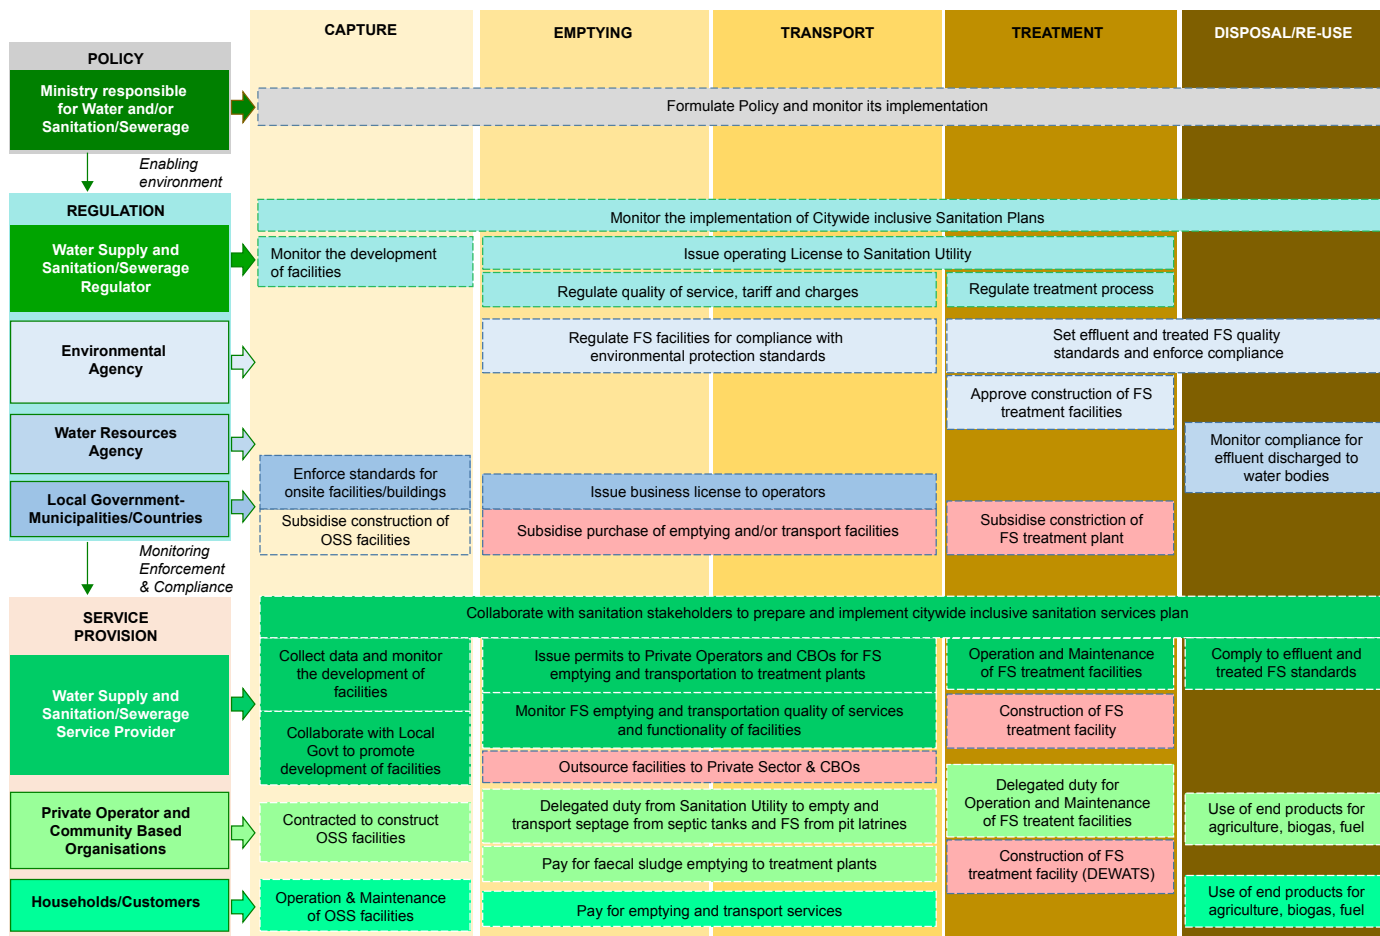 CAPTURE
EMPTYING
TRANSPORT
TREATMENT
DISPOSAL/RE-USE
POLICY
Ministry responsible
for Water and/or
Sanitation/Sewerage
Formulate Policy and monitor its implementation
Enabling
environment
REGULATION
Monitor the implementation of Citywide inclusive Sanitation Plans
Water Supply and
Sanitation/Sewerage
Regulator
Monitor the development
of facilities
Issue operating License to Sanitation Utility
Regulate quality of service, tariff and charges
Regulate treatment process
Environmental
Agency
Regulate FS facilities for compliance with
environmental protection standards
Set effluent and treated FS quality
standards and enforce compliance
Approve construction of FS
treatment facilities
Water Resources
Agency
Monitor compliance for
effluent discharged to
water bodies
Local Government-
Municipalities/Countries
Enforce standards for
onsite facilities/buildings
Issue business license to operators
Subsidise construction of
OSS facilities
Subsidise purchase of emptying and/or transport facilities
Subsidise constriction of
FS treatment plant
Monitoring
Enforcement
& Compliance
SERVICE
PROVISION
Collaborate with sanitation stakeholders to prepare and implement citywide inclusive sanitation services plan
Water Supply and
Sanitation/Sewerage
Service Provider
Collect data and monitor
the development of
facilities
Collaborate with Local
Govt to promote
development of facilities
Issue permits to Private Operators and CBOs for FS
emptying and transportation to treatment plants
Monitor FS emptying and transportation quality of services
and functionality of facilities
Outsource facilities to Private Sector & CBOs
Operation and Maintenance
of FS treatment facilities
Construction of FS
treatment facility
Comply to effluent and
treated FS standards
Private Operator and
Community Based
Organisations
Contracted to construct
OSS facilities
Delegated duty from Sanitation Utility to empty and
transport septage from septic tanks and FS from pit latrines
Pay for faecal sludge emptying to treatment plants
Delegated duty for
Operation and Maintenance
of FS treatent facilities
Construction of FS
treatment facility (DEWATS)
Use of end products for
agriculture, biogas, fuel
Households/Customers
Operation & Maintenance
of OSS facilities
Pay for emptying and transport services
Use of end products for
agriculture, biogas, fuel